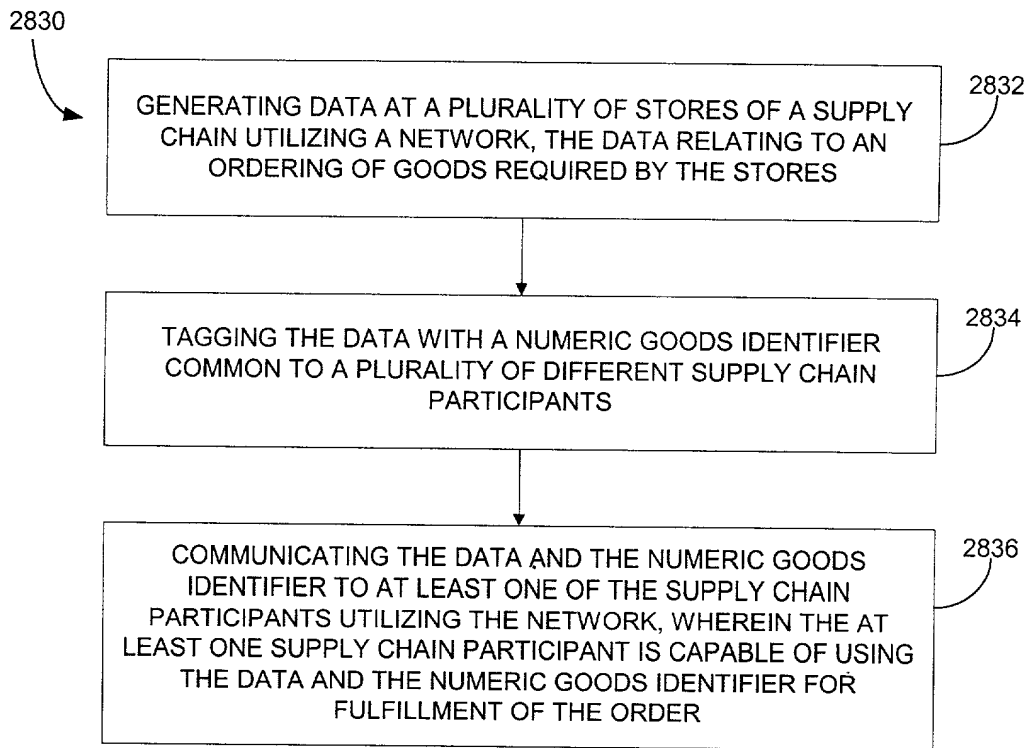 2830
GENERATING DATA AT A PLURALITY OF STORES OF A SUPPLY
CHAIN UTILIZING A NETWORK, THE DATA RELATING TO AN
ORDERING OF GOODS REQUIRED BY THE STORES
2832
TAGGING THE DATA WITH A NUMERIC GOODS IDENTIFIER
COMMON TO A PLURALITY OF DIFFERENT SUPPLY CHAIN
PARTICIPANTS
2834
COMMUNICATING THE DATA AND THE NUMERIC GOODS
IDENTIFIER TO AT LEAST ONE OF THE SUPPLY CHAIN
PARTICIPANTS UTILIZING THE NETWORK, WHEREIN THE AT
LEAST ONE SUPPLY CHAIN PARTICIPANT IS CAPABLE OF USING
THE DATA AND THE NUMERIC GOODS IDENTIFIER FOR
FULFILLMENT OF THE ORDER
2836